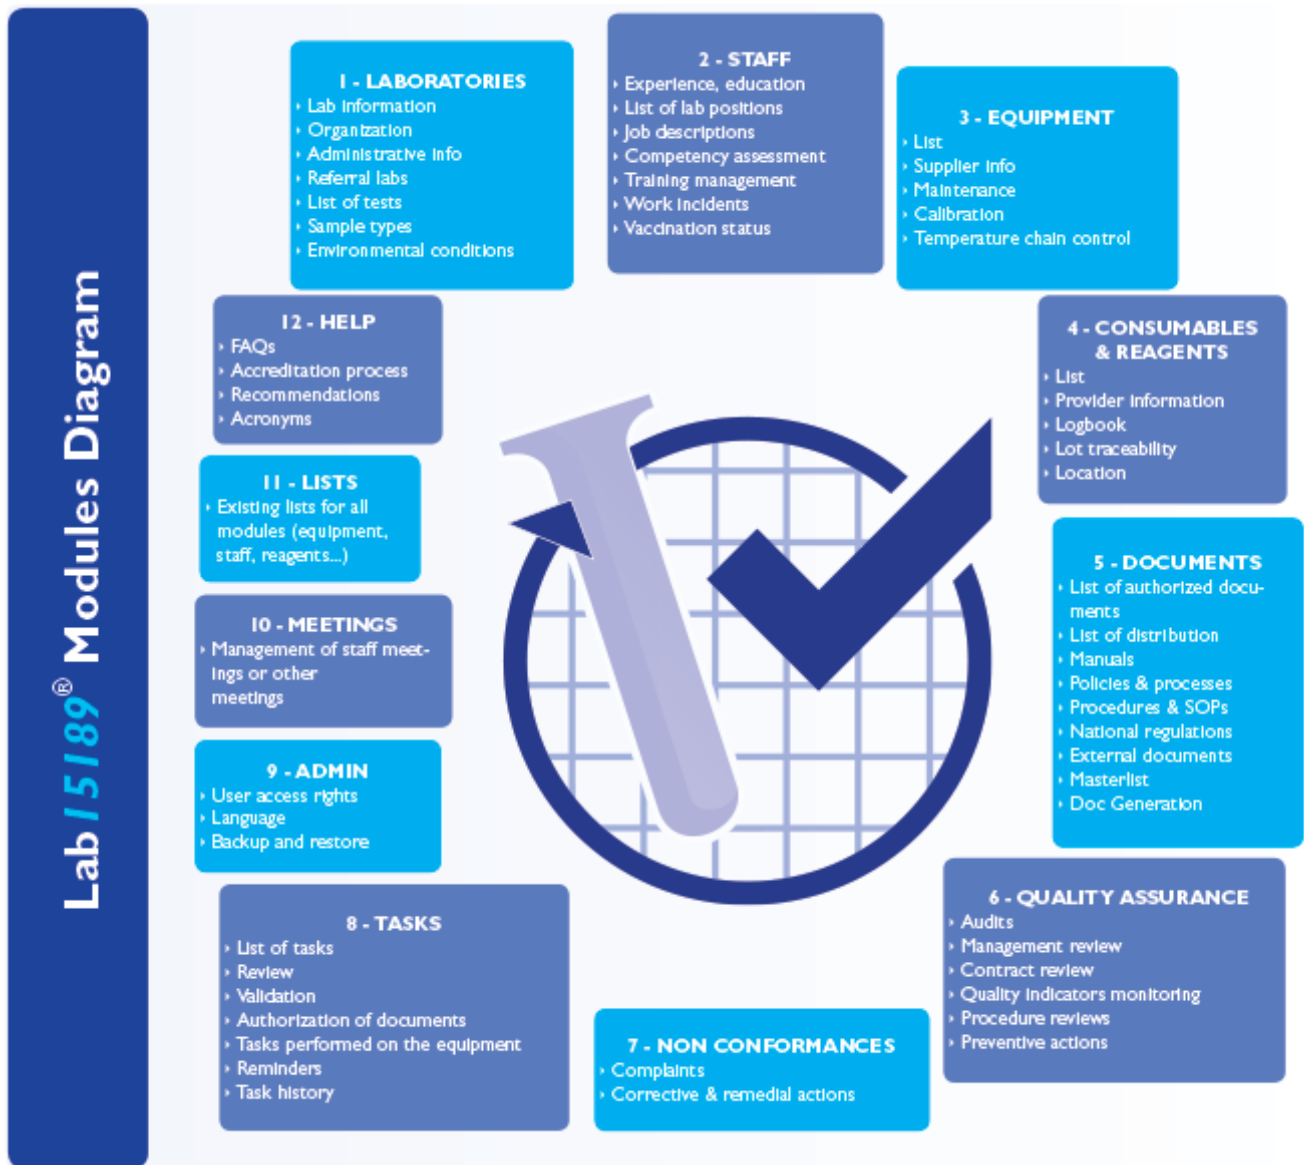 Lab 15189® Modules Diagram
1 - LABORATORIES
Lab information
Organization
Administrative info
Referral labs
List of tests
Sample types
Environmental conditions
2 - STAFF
Experience, education
List of lab positions
Job descriptions
Competency assessment
Training management
Work incidents
Vaccination status
3 - EQUIPMENT
List
Supplier info
Maintenance
Calibration
Temperature chain control
4 - CONSUMABLES
& REAGENTS
List
Provider information
Logbook
Lot traceability
Location
5 - DOCUMENTS
List of authorized docu-
ments
List of distribution
Manuals
Policies & processes
Procedures & SOPs
National regulations
External documents
Masterlist
Doc Generation
6 - QUALITY ASSURANCE
Audits
Management review
Contract review
Quality indicators monitoring
Procedure reviews
Preventive actions
7 - NON CONFORMANCES
Complaints
Corrective & remedial actions
8 - TASKS
List of tasks
Review
Validation
Authorization of documents
Tasks performed on the equipment
Reminders
Task history
9 - ADMIN
User access rights
Language
Backup and restore
10 - MEETINGS
Management of staff meet-
ings or other
meetings
11 - LISTS
Existing lists for all
modules (equipment,
staff, reagents...)
12 - HELP
FAQs
Accreditation process
Recommendations
Acronyms